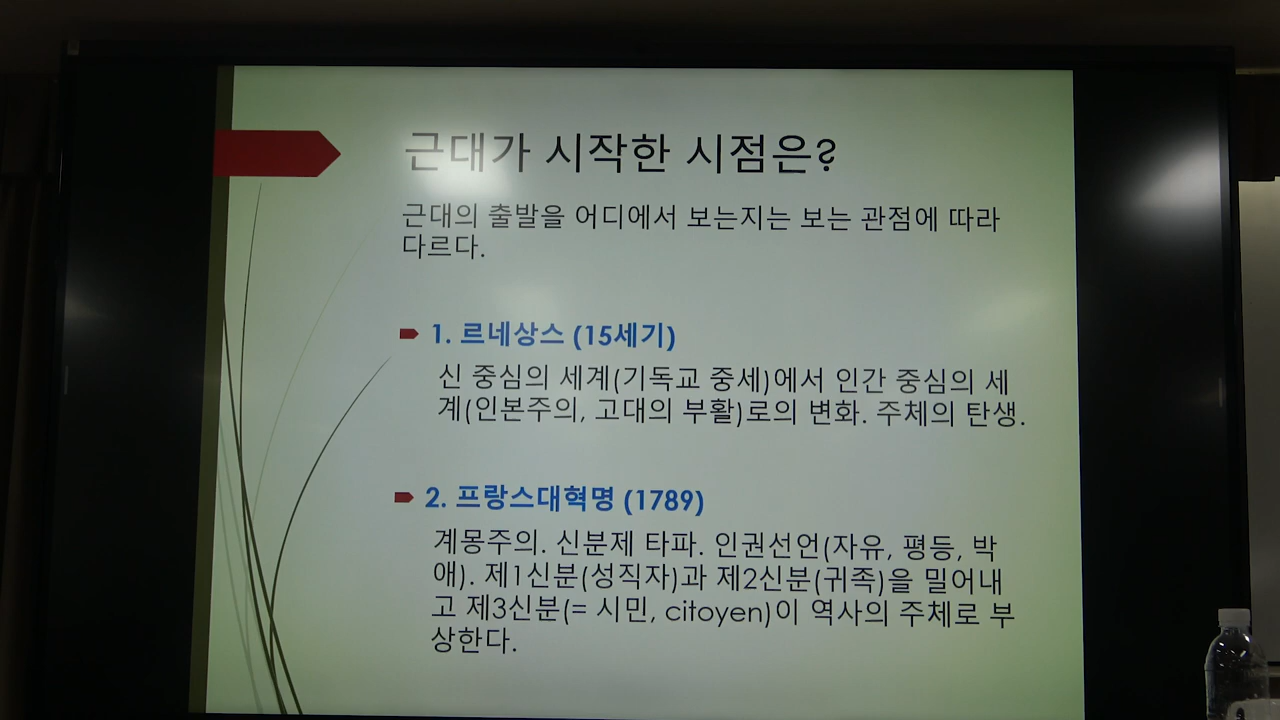 근대가 시작한 시점은?
근대의 출발을 어디에서 보는지는 보는 관점에 따라
다르다.
1. 르네상스 (15세기)
신 중심의 세계(기독교 중세)에서 인간 중심의 세
계(인본주의, 고대의 부활)로의 변화. 주체의 탄생.
2. 프랑스대혁명 (1789)
계몽주의. 신분제 타파. 인권선언(자유, 평등, 박
애). 제1신분(성직자)과 제2신분(귀족)을 밀어내
고 제3신분(= 시민, citoyen)이 역사의 주체로 부
상한다.